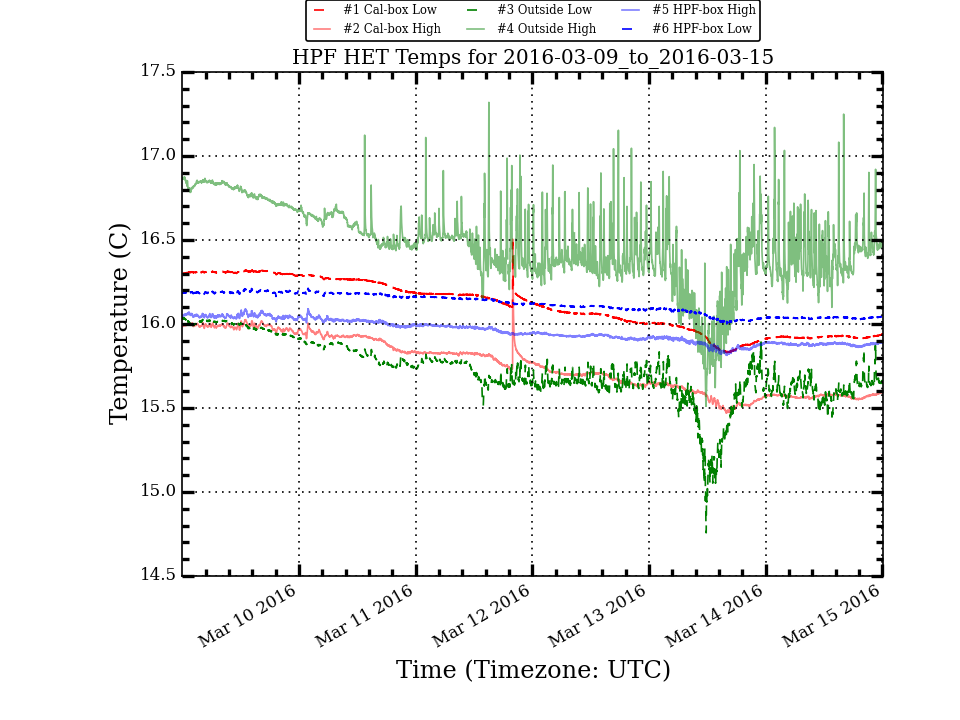 #1 Cal-box Low #3 Outside Low #5 HPF-box High
#2 Cal-box High #4 Outside High #6 HPF-box Low
HPF HET Temps for 2016-03-09_to_2016-03-15
17.5
17.0
16.5
16.0
15.5
15.0
14.5
Temperature (C)
Mar 10 2016
Mar 11 2016
Mar 12 2016
Mar 13 2016
Mar 14 2016
Mar 15 2016
Time (Timezone: UTC)